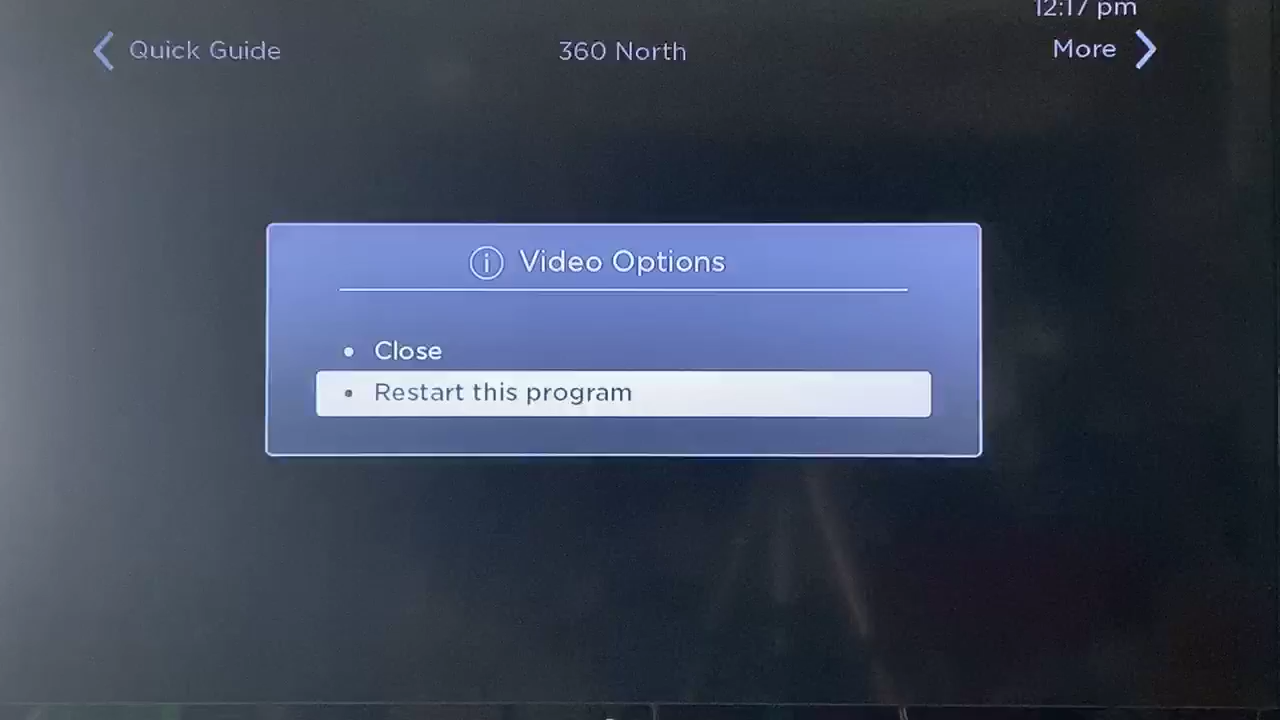 12:17 pm
Quick Guide
360 North
More
Video Options
Close
Restart this program